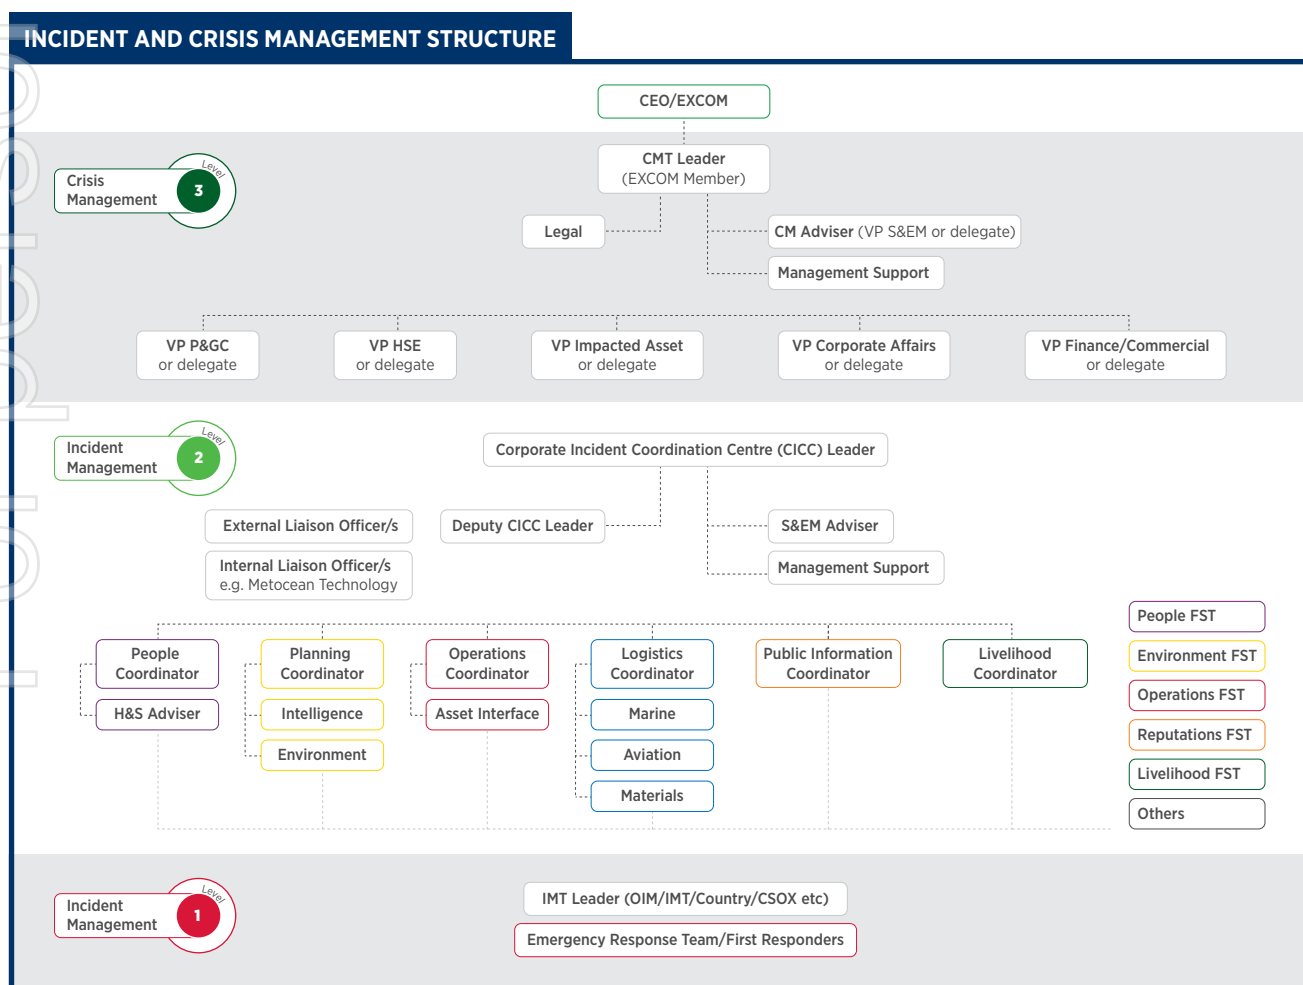 INCIDENT AND CRISIS MANAGEMENT STRUCTURE
CEO/EXCOM
Crisis
Management
Level
3
CMT Leader
(EXCOM Member)
Legal
CM Adviser (VP S&EM or delegate)
Management Support
VP P&GC
or delegate
VP HSE
or delegate
VP Impacted Asset
or delegate
VP Corporate Affairs
or delegate
VP Finance/Commercial
or delegate
Incident
Management
Level
2
Corporate Incident Coordination Centre (CICC) Leader
External Liaison Officer/s
Deputy CICC Leader
S&EM Adviser
Internal Liaison Officer/s
e.g. Metocean Technology
Management Support
People
Coordinator
Planning
Coordinator
Operations
Coordinator
Logistics
Coordinator
Public Information
Coordinator
Livelihood
Coordinator
H&S Adviser
Intelligence
Asset Interface
Marine
Environment
Aviation
Materials
People FST
Environment FST
Operations FST
Reputations FST
Livelihood FST
Others
Incident
Management
Level
1
IMT Leader (OIM/IMT/Country/CSOX etc)
Emergency Response Team/First Responders